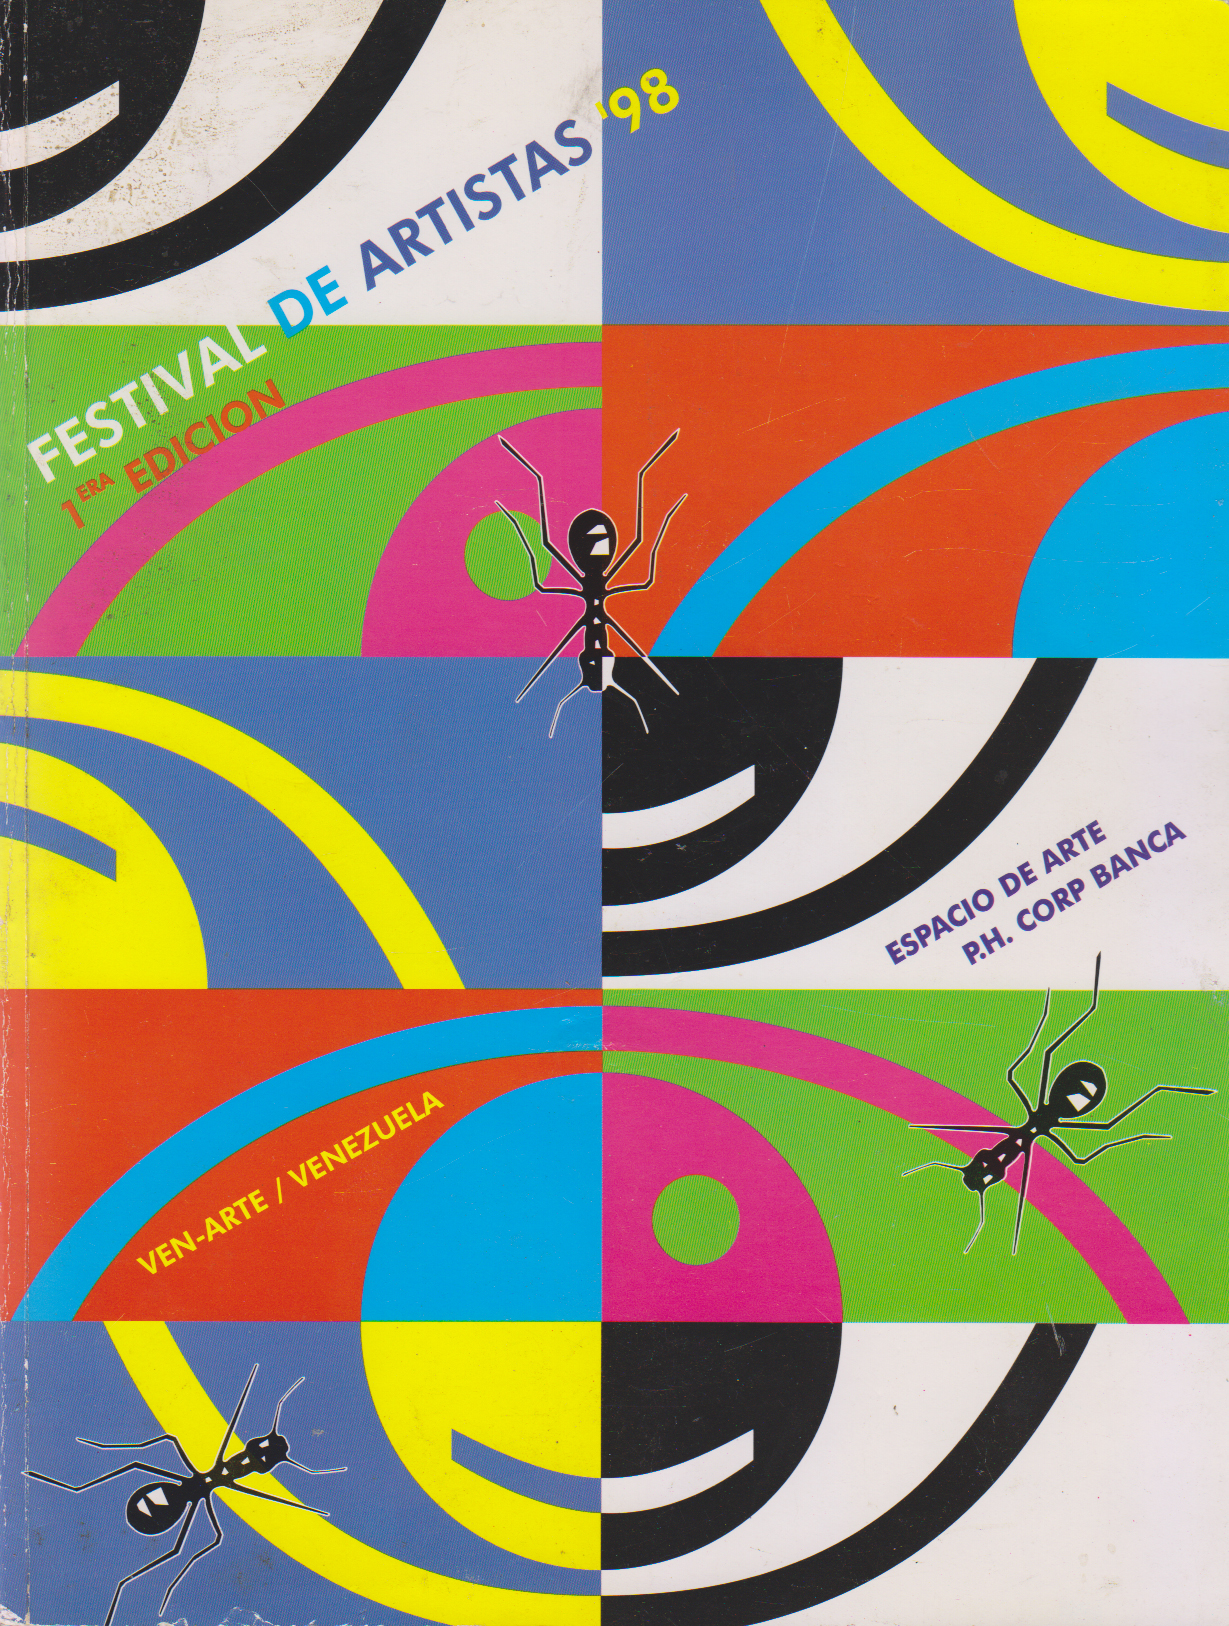 FESTIVAL DE ARTISTAS '98
1ERA EDICION
ESPACIO DE ARTE
P.H. CORP BANCA
VEN-ARTE / VENEZUELA